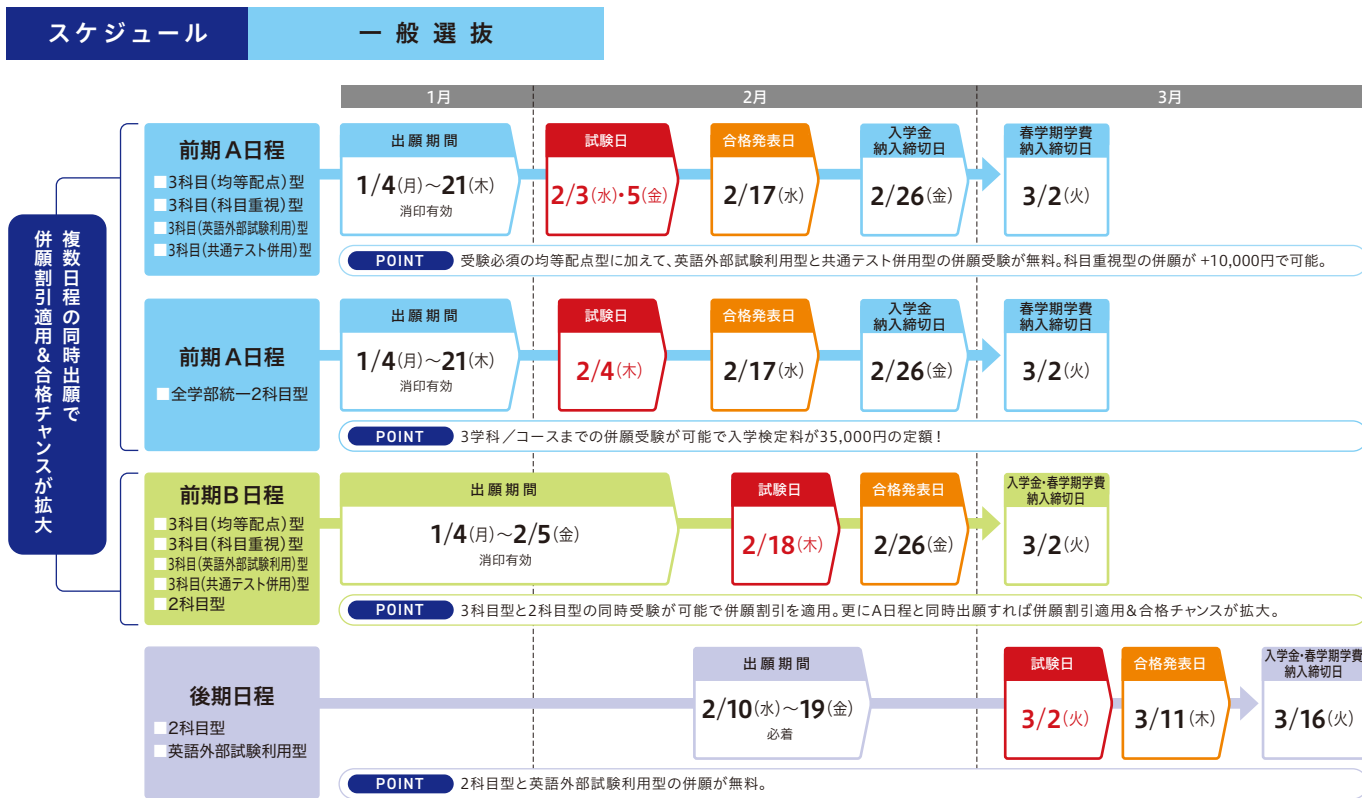 スケジュール
一般選抜
1月
2月
3月
複数日程の同時出願で
併願割引適用&合格チャンスが拡大
前期A日程
■3科目(均等配点)型
■3科目(科目重視)型
■3科目(英語外部試験利用)型
■3科目(共通テスト併用)型
出願期間
1/4(月)～21(木)
消印有効
試験日
2/3(水)・5(金)
合格発表日
2/17(水)
入学金
納入締切日
2/26(金)
春学期学費
納入締切日
3/2(火)
POINT 受験必須の均等配点型に加えて、英語外部試験利用型と共通テスト併用型の併願受験が無料。科目重視型の併願が +10,000円で可能。
前期A日程
■全学部統一2科目型
出願期間
1/4(月)～21(木)
消印有効
試験日
2/4(木)
合格発表日
2/17(水)
入学金
納入締切日
2/26(金)
春学期学費
納入締切日
3/2(火)
POINT 3学科／コースまでの併願受験が可能で入学検定料が35,000円の定額！
前期B日程
■3科目(均等配点)型
■3科目(科目重視)型
■3科目(英語外部試験利用)型
■3科目(共通テスト併用)型
■2科目型
出願期間
1/4(月)～2/5(金)
消印有効
試験日
2/18(木)
合格発表日
2/26(金)
入学金・春学期学費
納入締切日
3/2(火)
POINT 3科目型と2科目型の同時受験が可能で併願割引を適用。更にA日程と同時出願すれば併願割引適用&合格チャンスが拡大。
後期日程
■2科目型
■英語外部試験利用型
出願期間
2/10(水)～19(金)
必着
試験日
3/2(火)
合格発表日
3/11(木)
入学金・春学期学費
納入締切日
3/16(火)
POINT 2科目型と英語外部試験利用型の併願が無料。